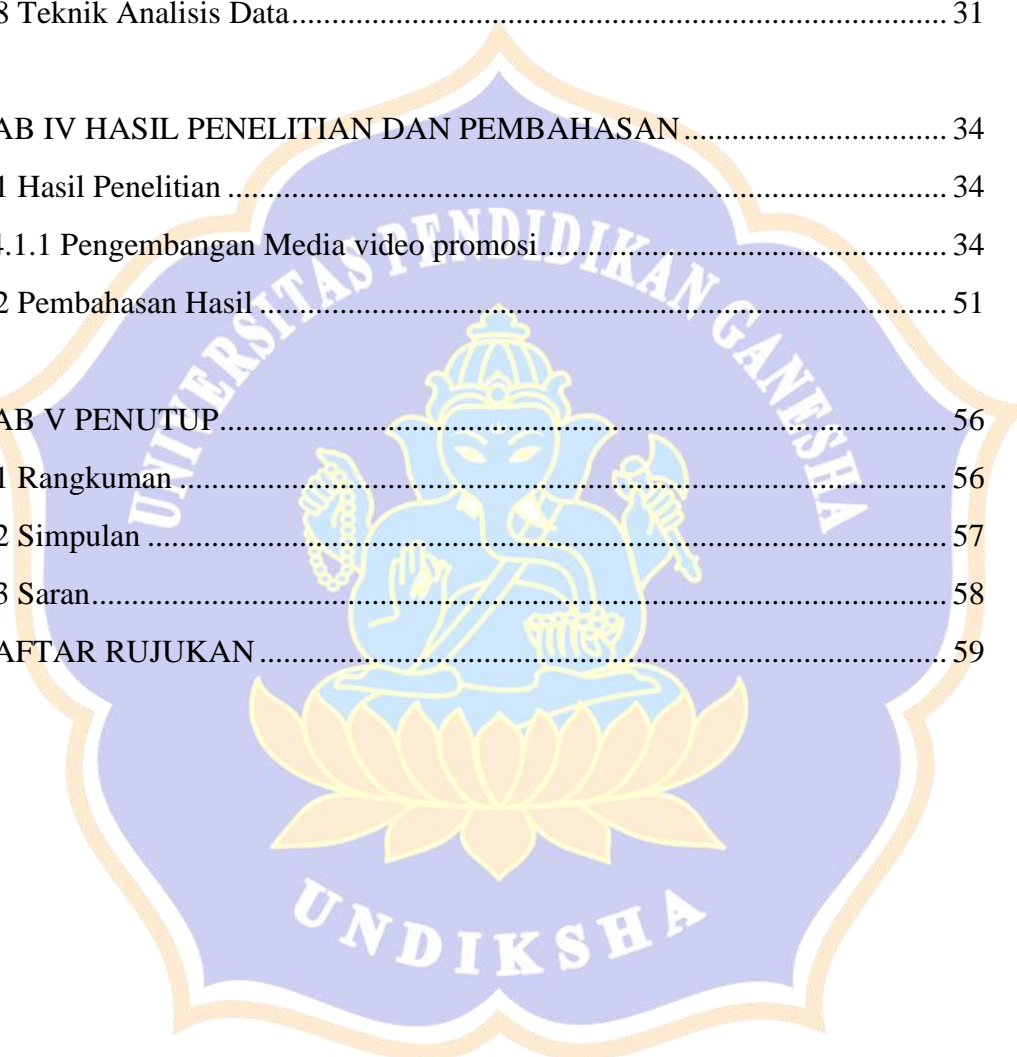 8 Teknik Analisis Data 31
AB IV HASIL PENELITIAN DAN PEMBAHASAN 34
1 Hasil Penelitian 34
4.1.1 Pengembangan Media video promosi 34
2 Pembahasan Hasil 51
AB V PENUTUP 56
1 Rangkuman 56
2 Simpulan 57
3 Saran 58
AFTAR RUJUKAN 59
UNIVERSITAS PENDIDIKAN GANESHA
UNDIKSHA